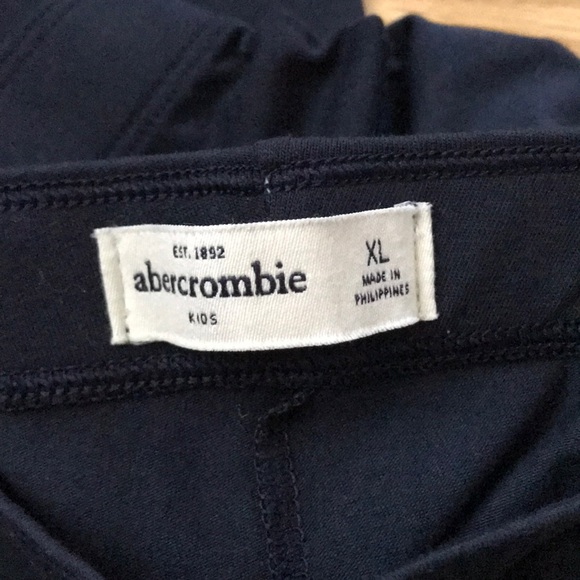 EST. 1892
abercrombie
KIDS
XL
MADE IN
PHILIPPINES